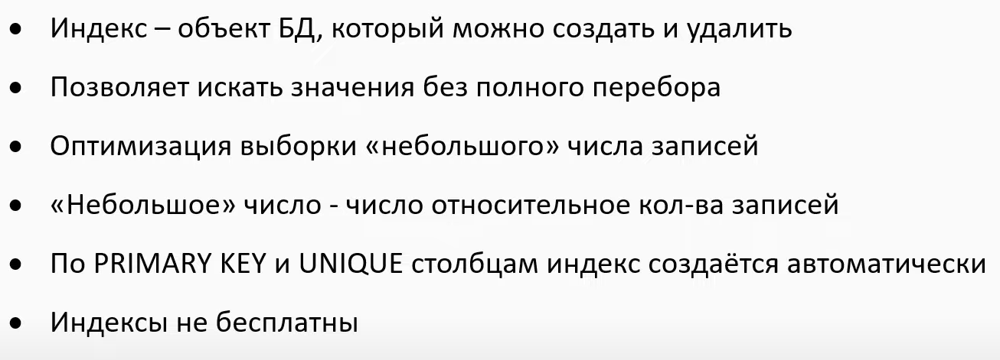 • Индекс – объект БД, который можно создать и удалить
• Позволяет искать значения без полного перебора
• Оптимизация выборки «небольшого» числа записей
• «Небольшое» число - число относительное кол-ва записей
• По PRIMARY KEY и UNIQUE столбцам индекс создаётся автоматически
• Индексы не бесплатны